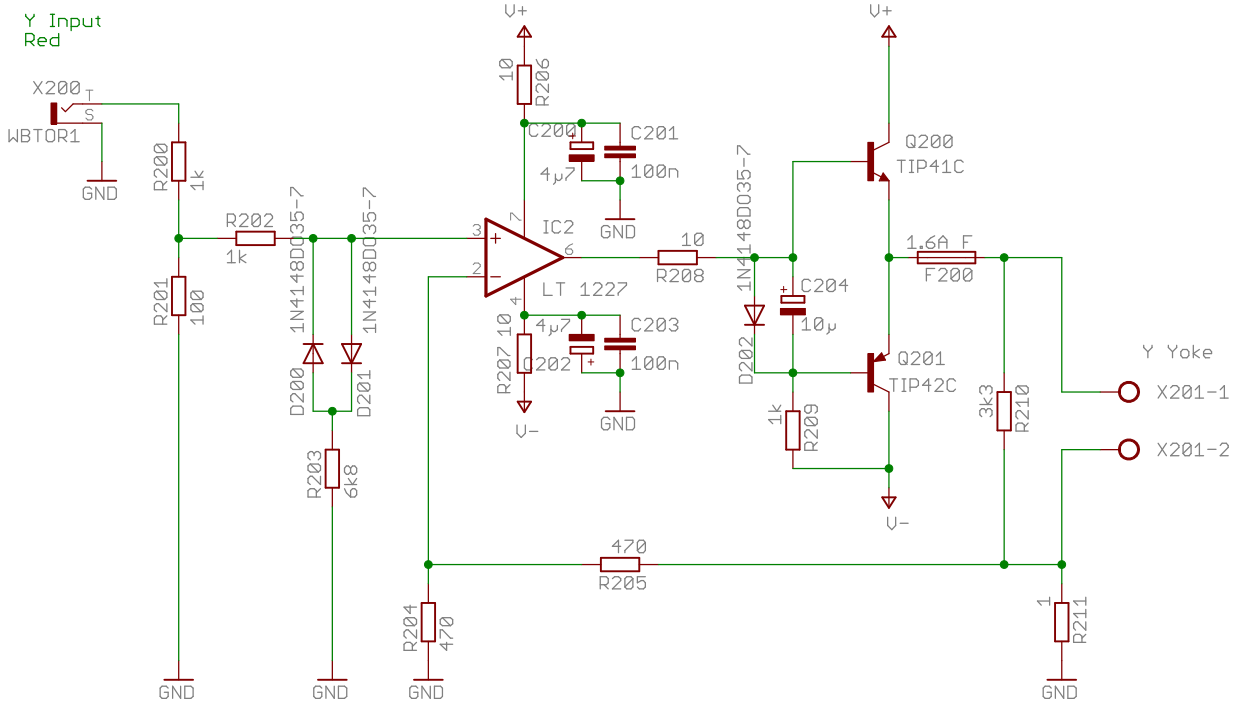 Y Input
Red
X200
T
S
WBTOR1
GND
R200
1k
R201
100
GND
R202
1k
1N4148DO35-7
1N4148DO35-7
D200
D201
R203
6k8
GND
V+
10
R206
C200
+
4µ7
C201
100n
GND
3
+
2
−
7
4
6
IC2
LT 1227
10
R207
V-
4µ7
C202
+
C203
100n
GND
10
R208
1N4148DO35-7
D202
+
C204
10µ
1k
R209
V+
Q200
TIP41C
Q201
TIP42C
V-
1.6A F
F200
3k3
R210
Y Yoke
X201-1
X201-2
470
R205
R204
470
GND
1
R211
GND